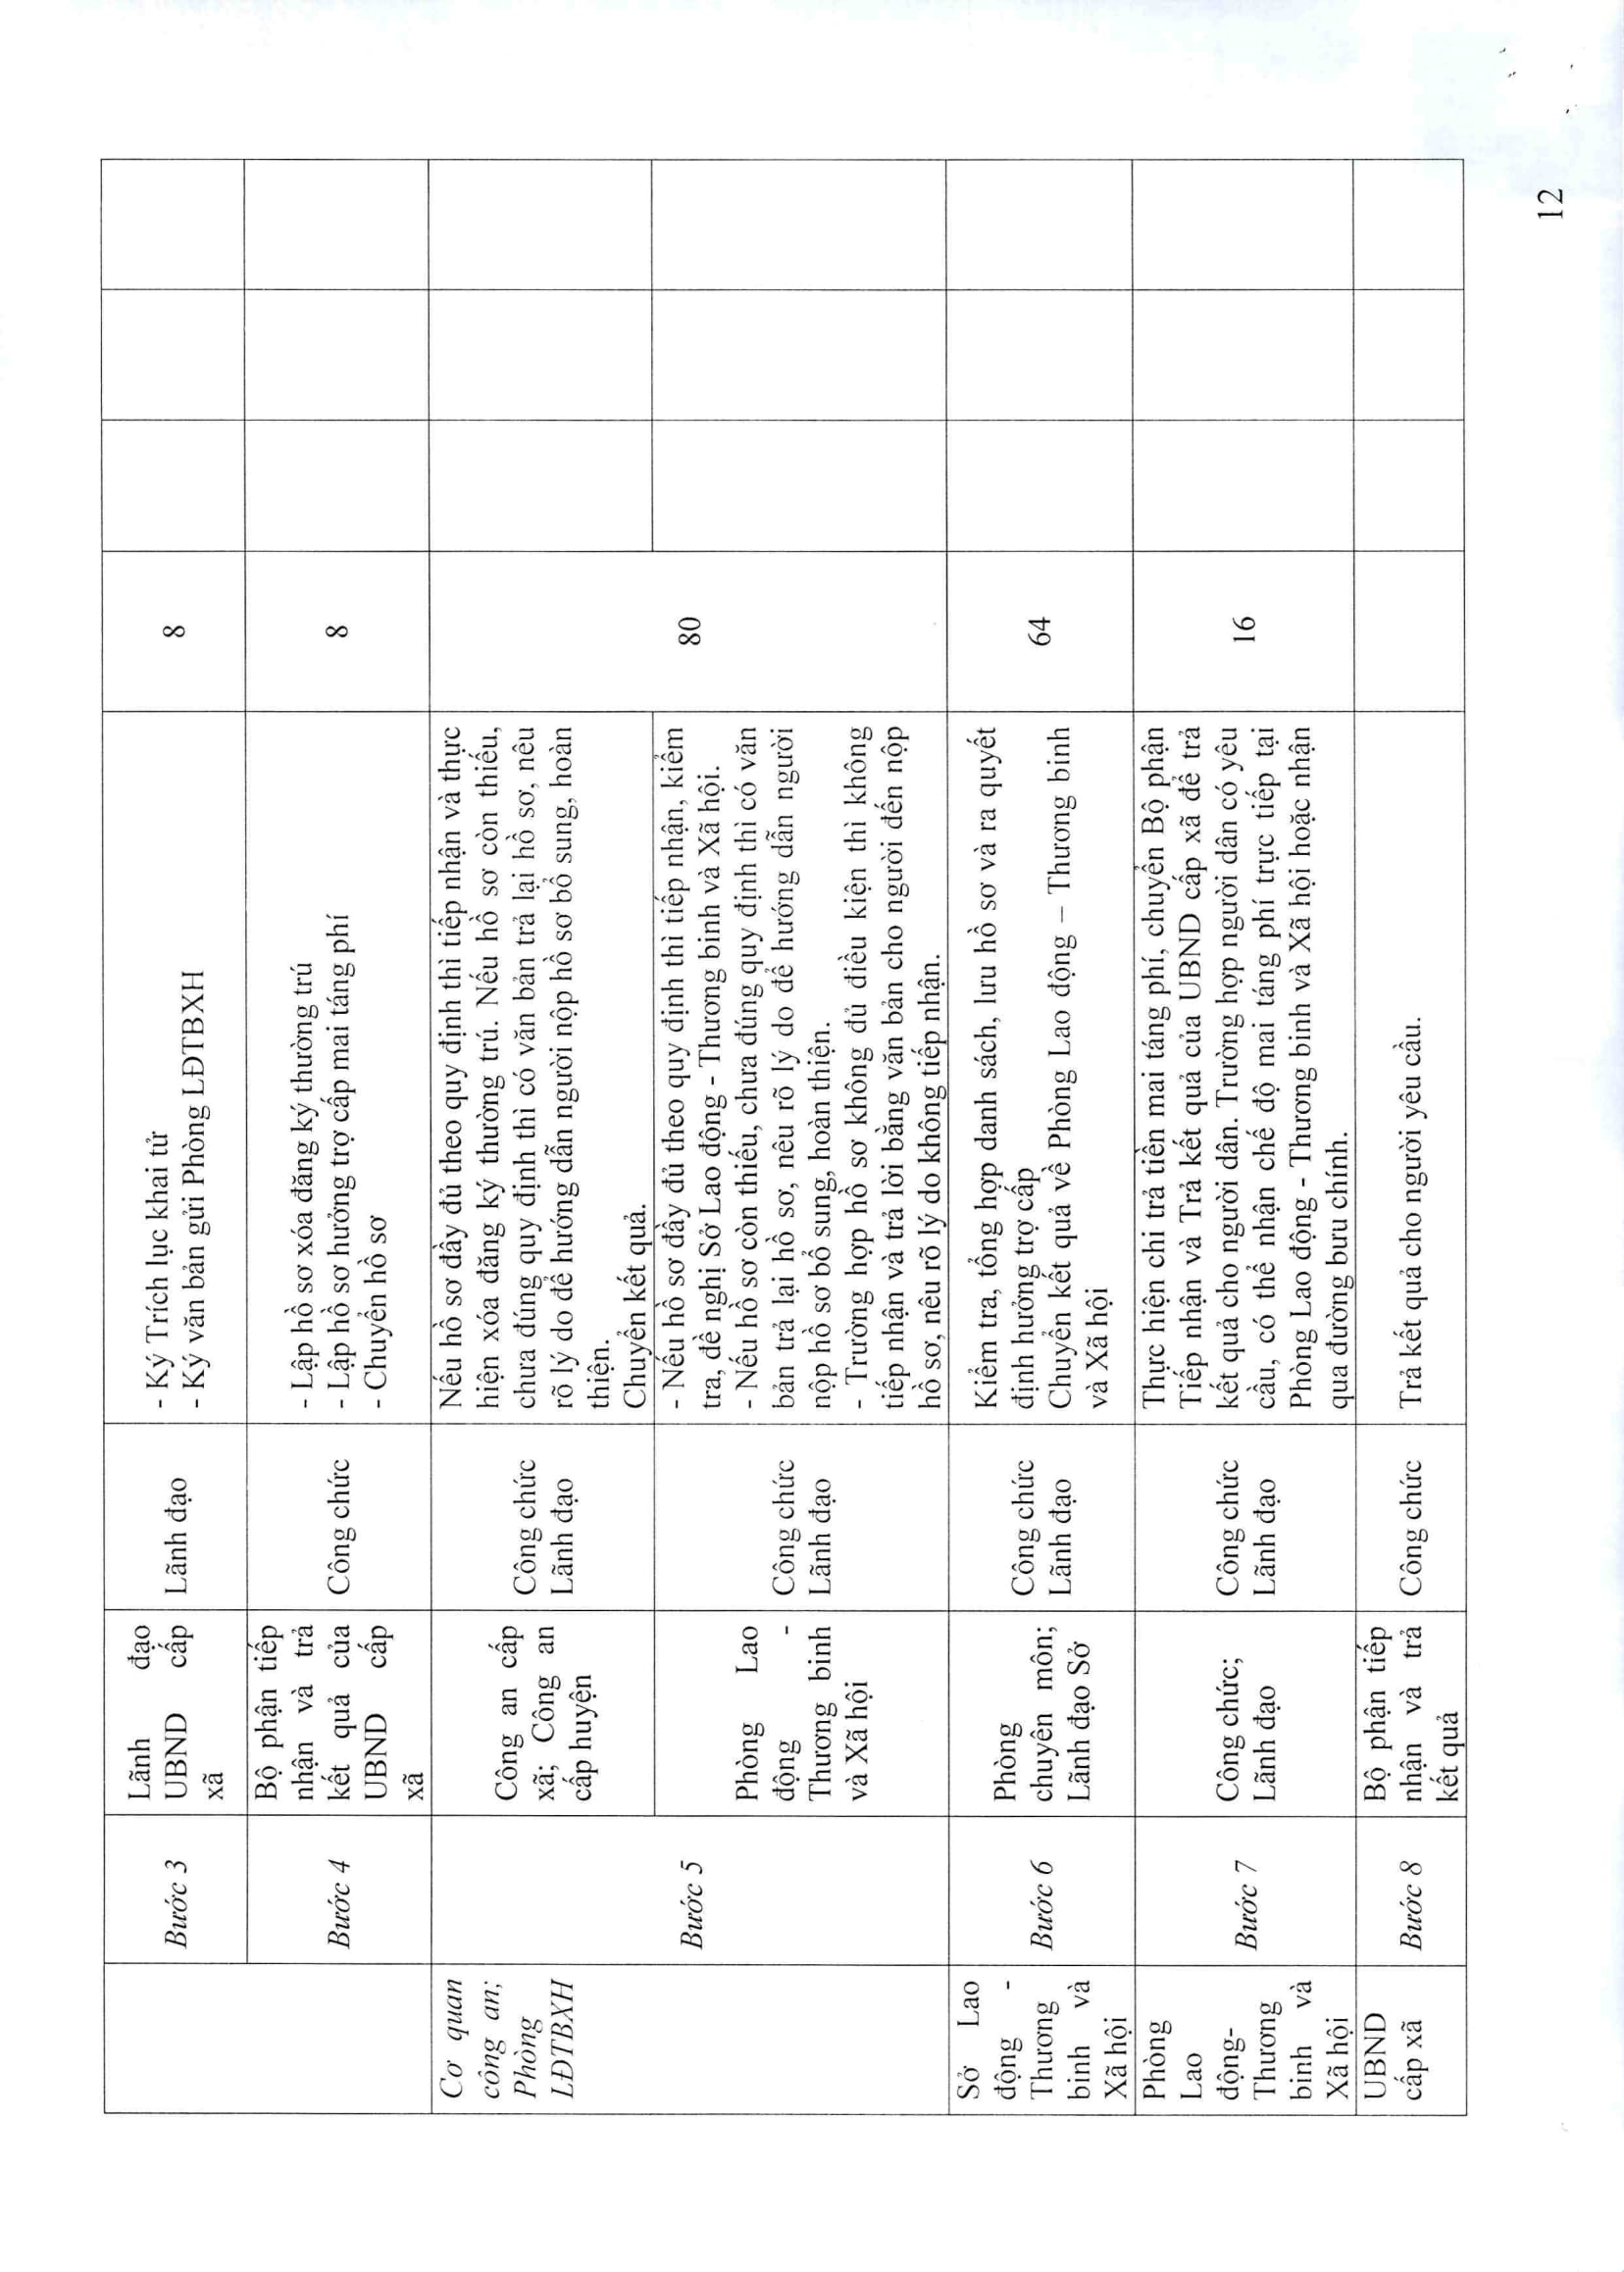 Bước 3
Lãnh đạo
UBND cấp
xã
Lãnh đạo
- Ký Trích lục khai tử
- Ký văn bản gửi Phòng LĐTBXH
8
Bước 4
Bộ phận tiếp
nhận và trả
kết quả của
UBND cấp
xã
Công chức
- Lập hồ sơ xóa đăng ký thường trú
- Lập hồ sơ hưởng trợ cấp mai táng phí
- Chuyển hồ sơ
8
Cơ quan
công an;
Phòng
LĐTBXH
Bước 5
Công an cấp
xã; Công an
cấp huyện
Công chức
Lãnh đạo
Nếu hồ sơ đầy đủ theo quy định thì tiếp nhận và thực
hiện xóa đăng ký thường trú. Nếu hồ sơ còn thiếu,
chưa đúng quy định thì có văn bản trả lại hồ sơ, nêu
rõ lý do để hướng dẫn người nộp hồ sơ bổ sung, hoàn
thiện.
Chuyển kết quả.
80
Phòng Lao
động -
Thương binh
và Xã hội
Công chức
Lãnh đạo
- Nếu hồ sơ đầy đủ theo quy định thì tiếp nhận, kiểm
tra, đề nghị Sở Lao động - Thương binh và Xã hội.
- Nếu hồ sơ còn thiếu, chưa đúng quy định thì có văn
bản trả lại hồ sơ, nêu rõ lý do để hướng dẫn người
nộp hồ sơ bổ sung, hoàn thiện.
- Trường hợp hồ sơ không đủ điều kiện thì không
tiếp nhận và trả lời bằng văn bản cho người đến nộp
hồ sơ, nêu rõ lý do không tiếp nhận.
Sở Lao
động -
Thương
binh và
Xã hội
Bước 6
Phòng
chuyên môn;
Lãnh đạo Sở
Công chức
Lãnh đạo
Kiểm tra, tổng hợp danh sách, lưu hồ sơ và ra quyết
định hưởng trợ cấp
Chuyển kết quả về Phòng Lao động – Thương binh
và Xã hội
64
Phòng
Lao
động-
Thương
binh và
Xã hội
Bước 7
Công chức;
Lãnh đạo
Công chức
Lãnh đạo
Thực hiện chi trả tiền mai táng phí, chuyển Bộ phận
Tiếp nhận và Trả kết quả của UBND cấp xã để trả
kết quả cho người dân. Trường hợp người dân có yêu
cầu, có thể nhận chế độ mai táng phí trực tiếp tại
Phòng Lao động - Thương binh và Xã hội hoặc nhận
qua đường bưu chính.
16
UBND
cấp xã
Bước 8
Bộ phận tiếp
nhận và trả
kết quả
Công chức
Trả kết quả cho người yêu cầu.
12